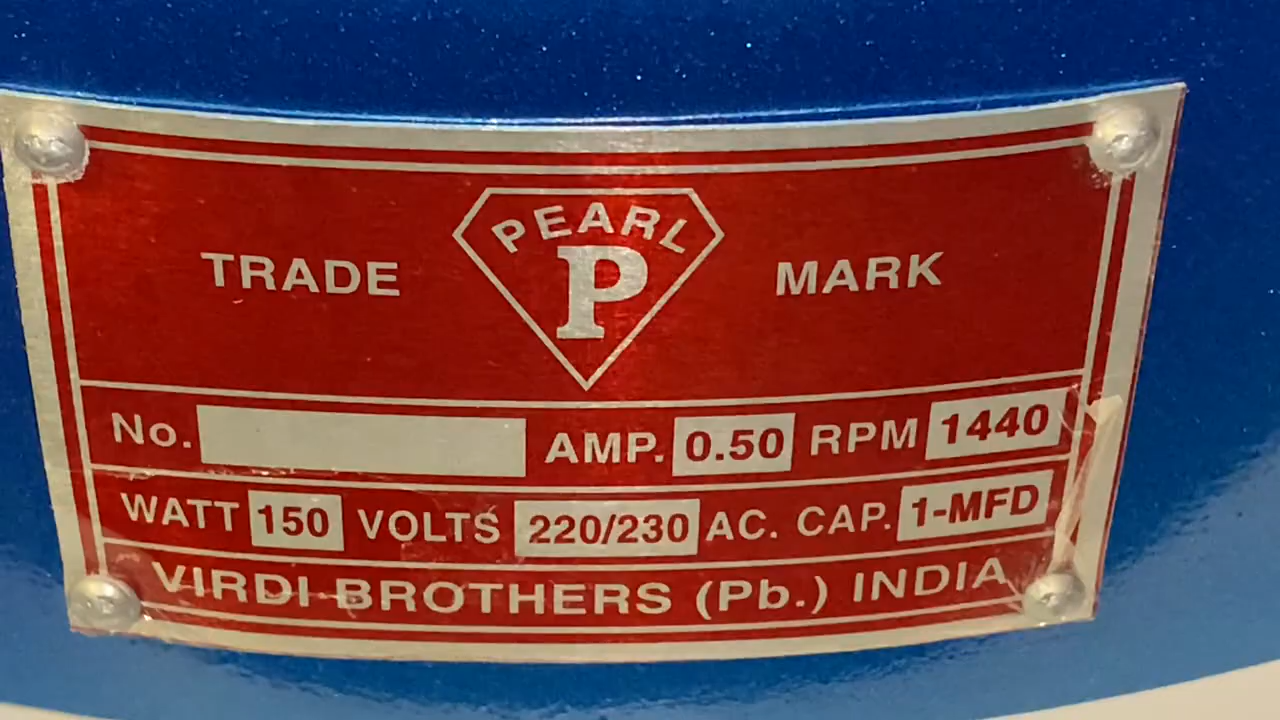 PEARL
TRADE P MARK
No. AMP. 0.50 RPM 1440
WATT 150 VOLTS 220/230 AC. CAP. 1-MFD
VIRDI BROTHERS (Pb.) INDIA